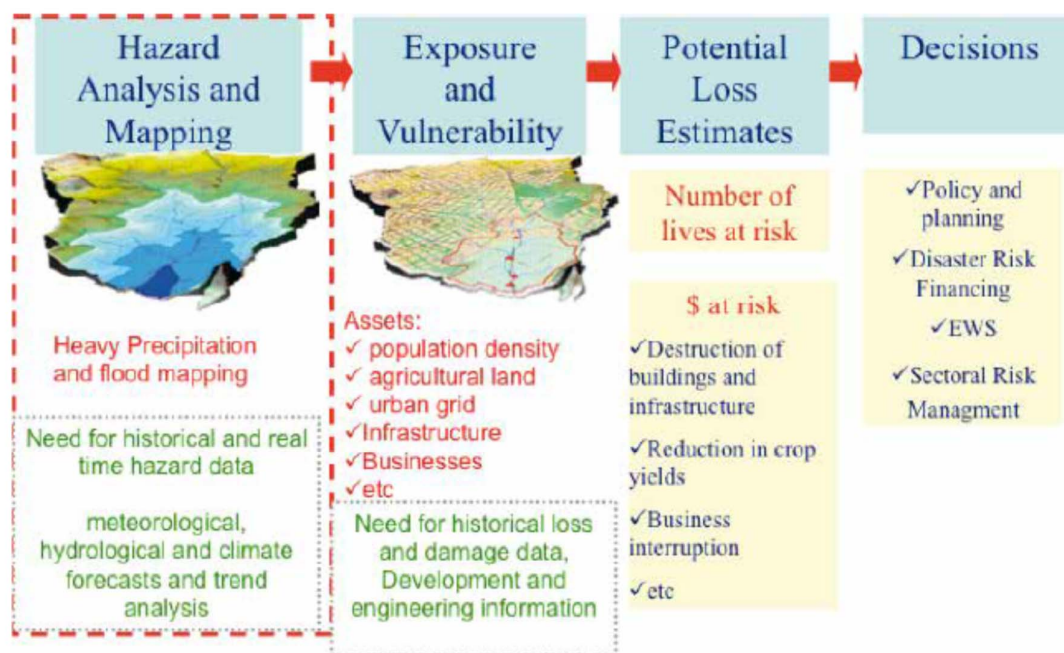 Hazard
Analysis and
Mapping
Heavy Precipitation
and flood mapping
Need for historical and real
time hazard data
meteorological,
hydrological and climate
forecasts and trend
analysis
Exposure
and
Vulnerability
Assets:
✓ population density
✓ agricultural land
✓ urban grid
✓Infrastructure
✓Businesses
✓etc
Need for historical loss
and damage data,
Development and
engineering information
Potential
Loss
Estimates
Number of
lives at risk
$ at risk
✓Destruction of
buildings and
infrastructure
✓Reduction in crop
yields
✓Business
interruption
✓etc
Decisions
✓Policy and
planning
✓Disaster Risk
Financing
✓EWS
✓Sectoral Risk
Managment